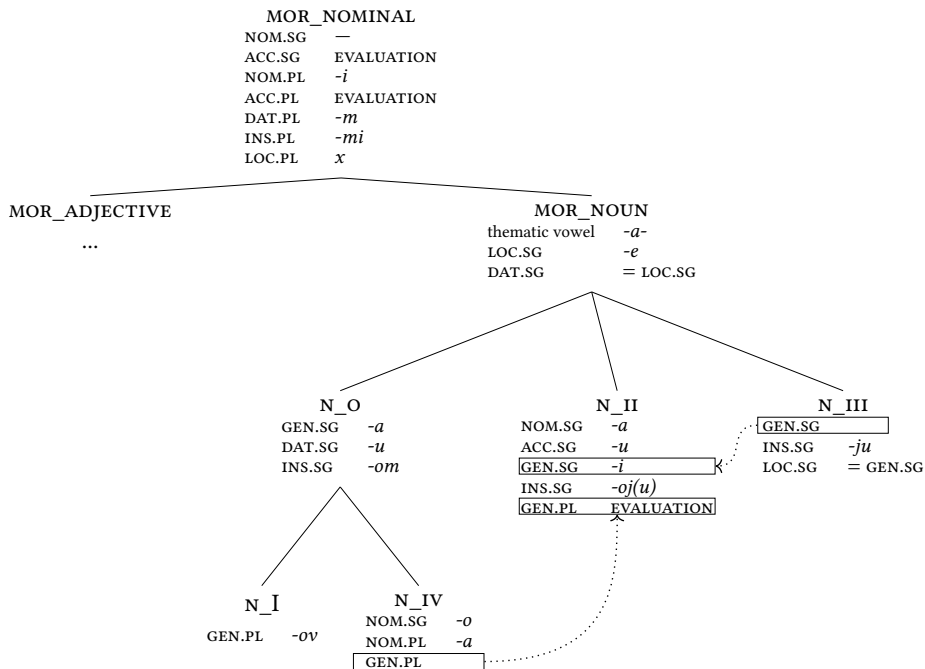 MOR_NOMINAL
NOM.SG —
ACC.SG EVALUATION
NOM.PL -i
ACC.PL EVALUATION
DAT.PL -m
INS.PL -mi
LOC.PL x
MOR_ADJECTIVE
...
MOR_NOUN
thematic vowel -a-
LOC.SG -e
DAT.SG = LOC.SG
N_O
GEN.SG -a
DAT.SG -u
INS.SG -om
N_II
NOM.SG -a
ACC.SG -u
GEN.SG -i
INS.SG -oj(u)
GEN.PL EVALUATION
N_III
GEN.SG
INS.SG -ju
LOC.SG = GEN.SG
N_I
GEN.PL -ov
N_IV
NOM.SG -o
NOM.PL -a
GEN.PL